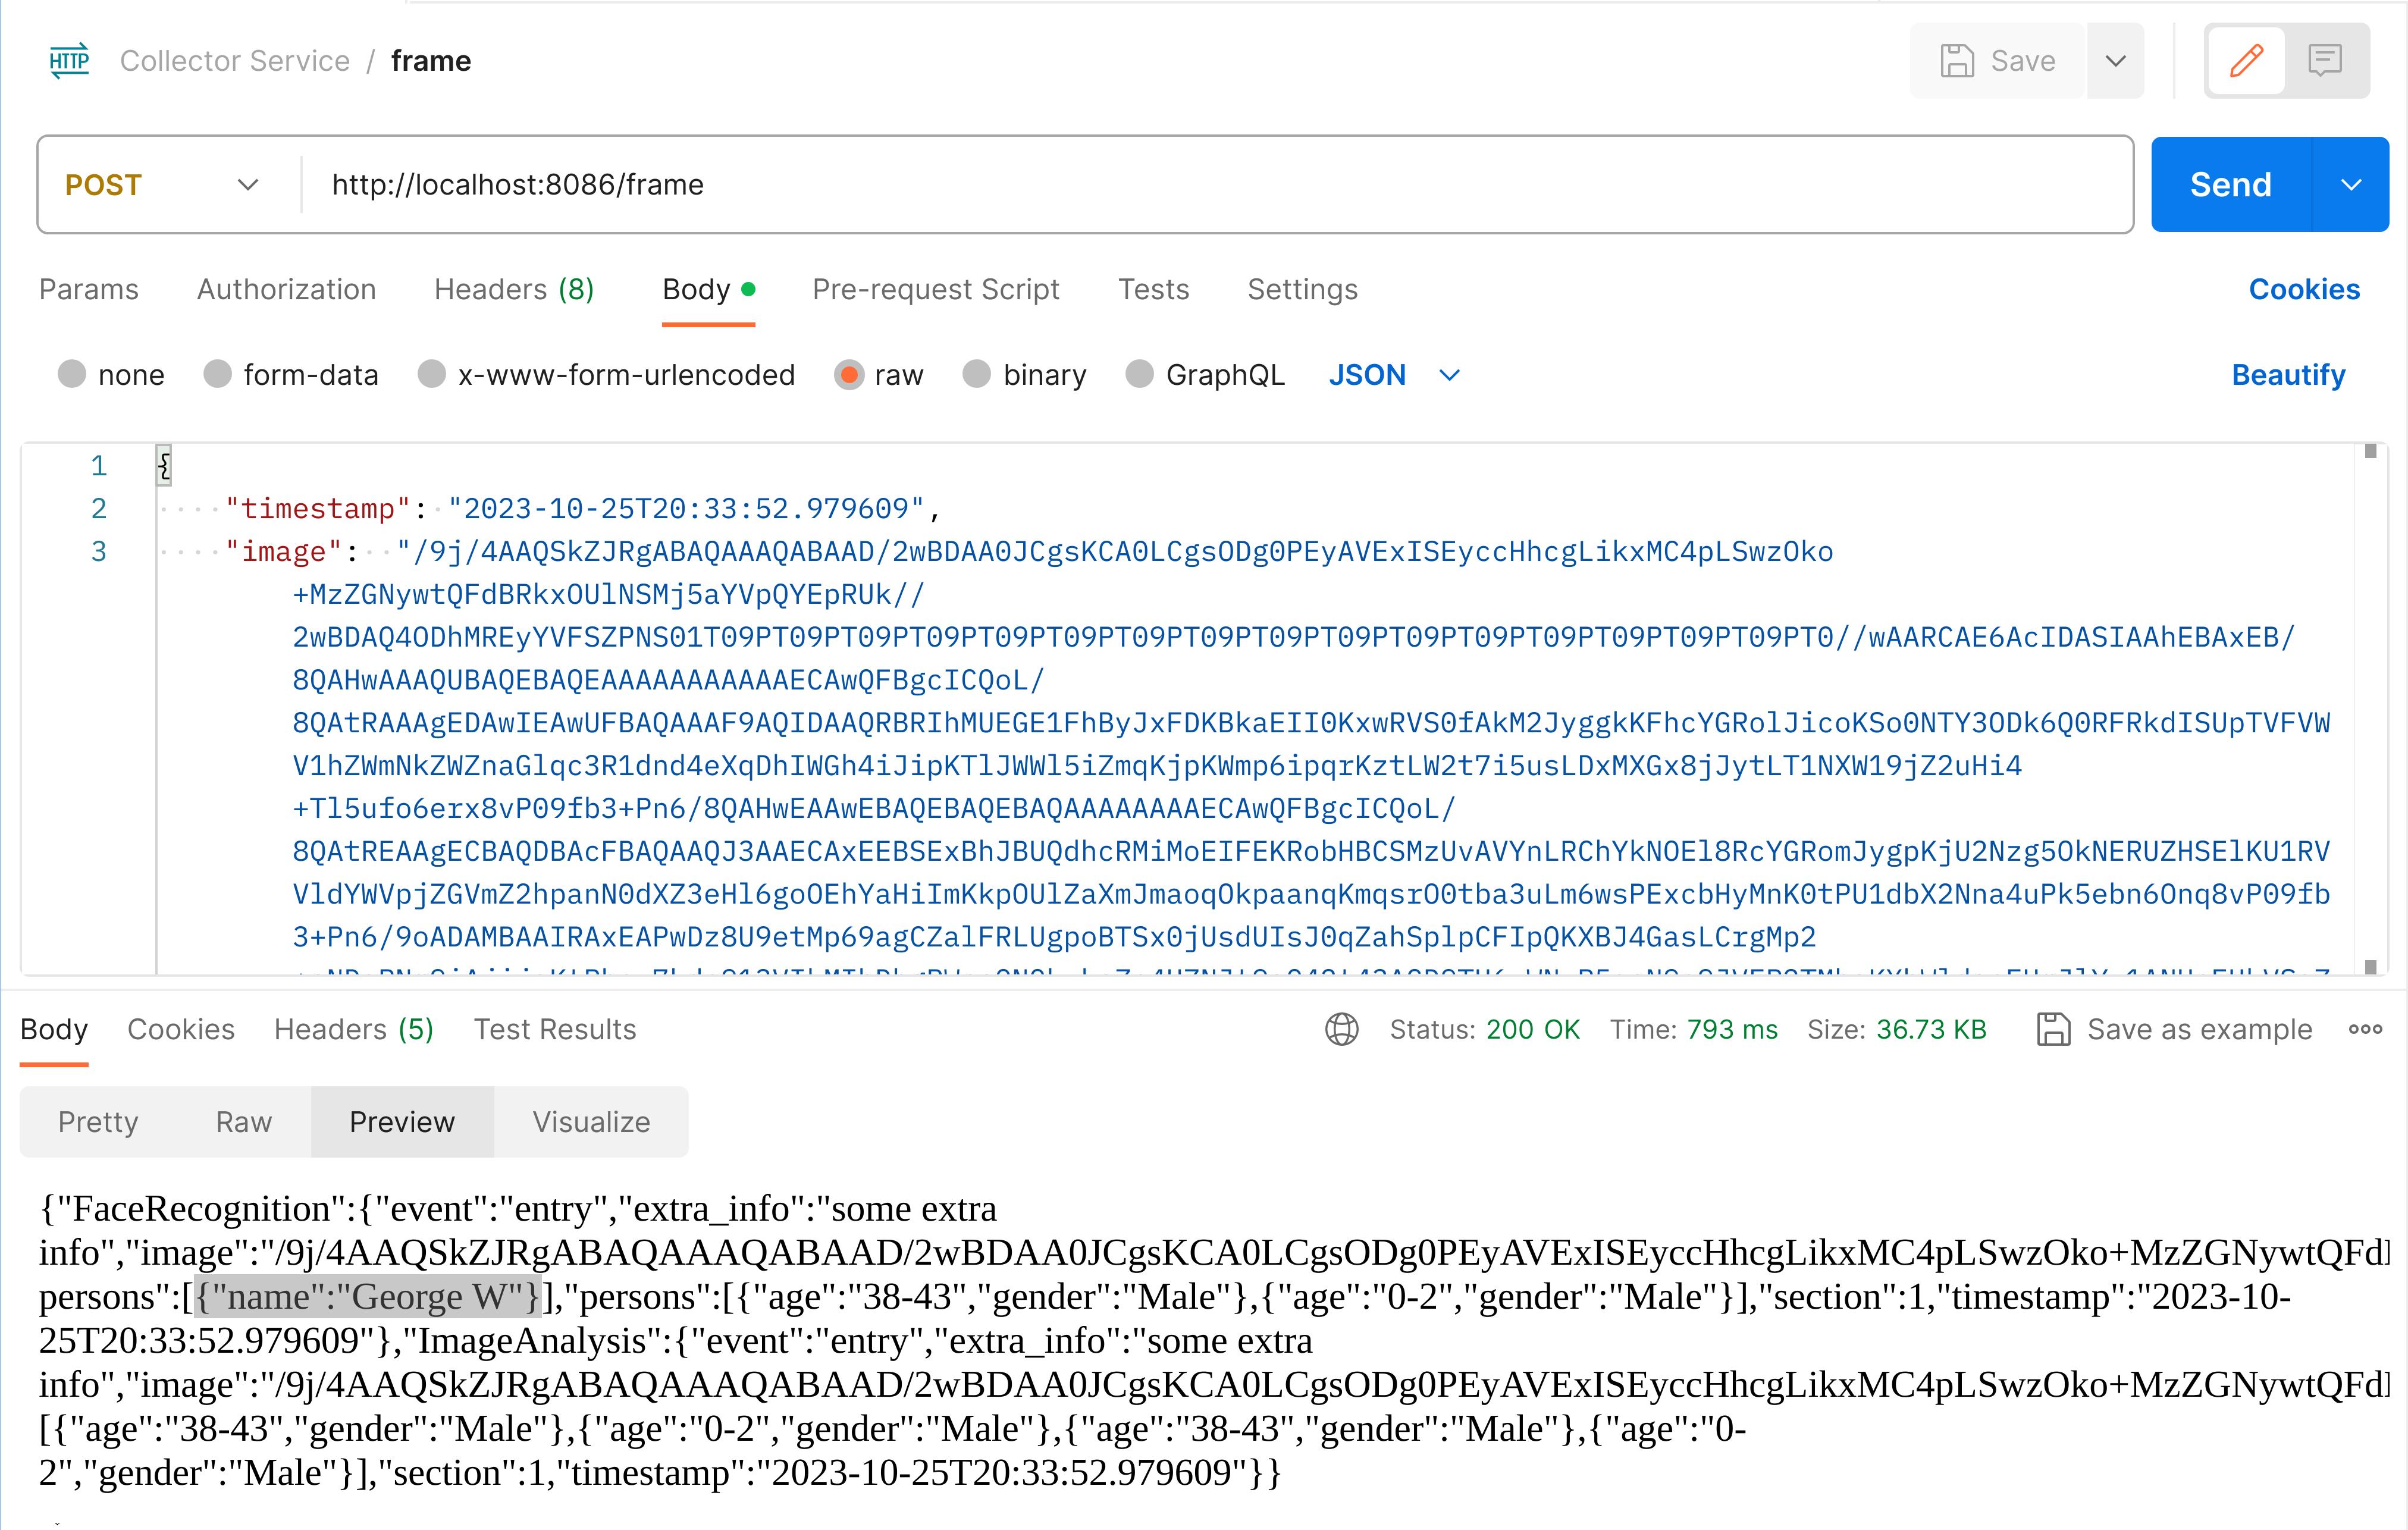 HTTP Collector Service / frame Save
POST http://localhost:8086/frame Send
Params Authorization Headers (8) Body Pre-request Script Tests Settings Cookies
none form-data x-www-form-urlencoded raw binary GraphQL JSON Beautify
1 {
2 "timestamp": "2023-10-25T20:33:52.979609",
3 "image": "/9j/4AAQSkZJRgABAQAAAQABAAD/2wBDAA0JCgsKCA0LCgsODg0PEyAVExISEyccHhcgLikxMC4pLSwzOko
+MzZGNywtQFdBRkxOUlNSMj5aYVpQYEpRUk//
2wBDAQ4ODhMREyYVFSZPNS01T09PT09PT09PT09PT09PT09PT09PT09PT09PT09PT09PT09PT09PT09PT09PT0//wAARCAE6AcIDASIAAhEBAxEB/
8QAHwAAAQUBAQEBAQEAAAAAAAAAAAECAwQFBgcICQoL/
8QAtRAAAgEDAwIEAwUFBAQAAAF9AQIDAAQRBRIhMUEGE1FhByJxFDKBkaEII0KxwRVS0fAkM2JyggkKFhcYGRolJicoKSo0NTY3ODk6Q0RFRkdISUpTVFVW
V1hZWmNkZWZnaGlqc3R1dnd4eXqDhIWGh4iJipKTlJWWl5iZmqKjpKWmp6ipqrKztLW2t7i5usLDxMXGx8jJytLT1NXW19jZ2uHi4
+Tl5ufo6erx8vP09fb3+Pn6/8QAHwEAAwEBAQEBAQEBAQAAAAAAAAECAwQFBgcICQoL/
8QAtREAAgECBAQDBAcFBAQAAQJ3AAECAxEEBSExBhJBUQdhcRMiMoEIFEKRobHBCSMzUvAVYnLRChYkNOEl8RcYGRomJygpKjU2Nzg5OkNERUZHSElKU1RV
VldYWVpjZGVmZ2hpanN0dXZ3eHl6goOEhYaHiImKkpOUlZaXmJmaoqOkpaanqKmqsrO0tba3uLm6wsPExcbHyMnK0tPU1dbX2Nna4uPk5ebn6Onq8vP09fb
3+Pn6/9oADAMBAAIRAxEAPwDz8U9etMp69agCZalFRLUgpoBTSx0jUsdUIsJ0qZahSplpCFIpQKXBJ4GasLCrgMp2
Body Cookies Headers (5) Test Results Status: 200 OK Time: 793 ms Size: 36.73 KB Save as example
Pretty Raw Preview Visualize
{"FaceRecognition":{"event":"entry","extra_info":"some extra
info","image":"/9j/4AAQSkZJRgABAQAAAQABAAD/2wBDAA0JCgsKCA0LCgsODg0PEyAVExISEyccHhcgLikxMC4pLSwzOko+MzZGNywtQFd
persons":[{"name":"George W"}],"persons":[{"age":"38-43","gender":"Male"},{"age":"0-2","gender":"Male"}],"section":1,"timestamp":"2023-10-
25T20:33:52.979609"},"ImageAnalysis":{"event":"entry","extra_info":"some extra
info","image":"/9j/4AAQSkZJRgABAQAAAQABAAD/2wBDAA0JCgsKCA0LCgsODg0PEyAVExISEyccHhcgLikxMC4pLSwzOko+MzZGNywtQFd
[{"age":"38-43","gender":"Male"},{"age":"0-2","gender":"Male"},{"age":"38-43","gender":"Male"},{"age":"0-
2","gender":"Male"}],"section":1,"timestamp":"2023-10-25T20:33:52.979609"}}